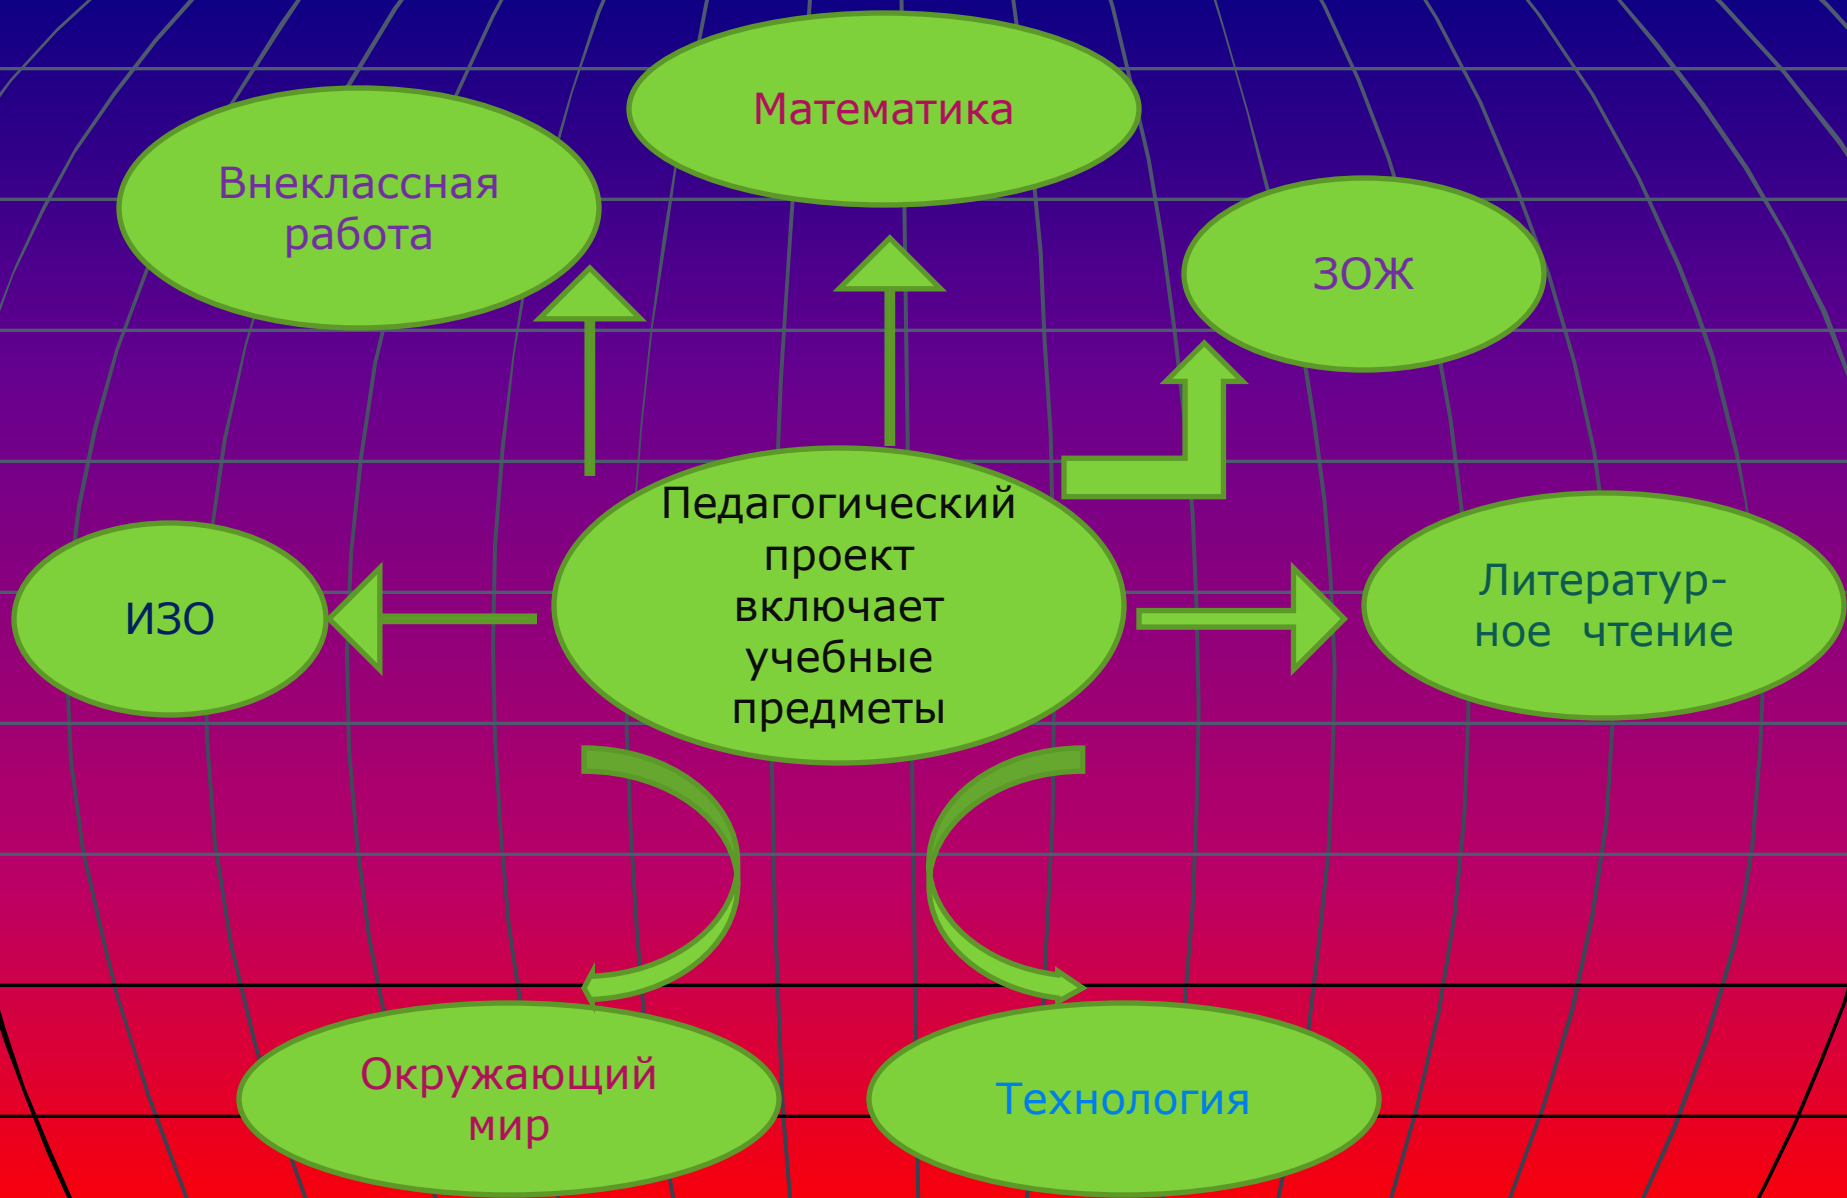 Математика
Внеклассная
работа
ЗОЖ
Педагогический
проект
включает
учебные
предметы
ИЗО
Литератур-
ное чтение
Окружающий
мир
Технология